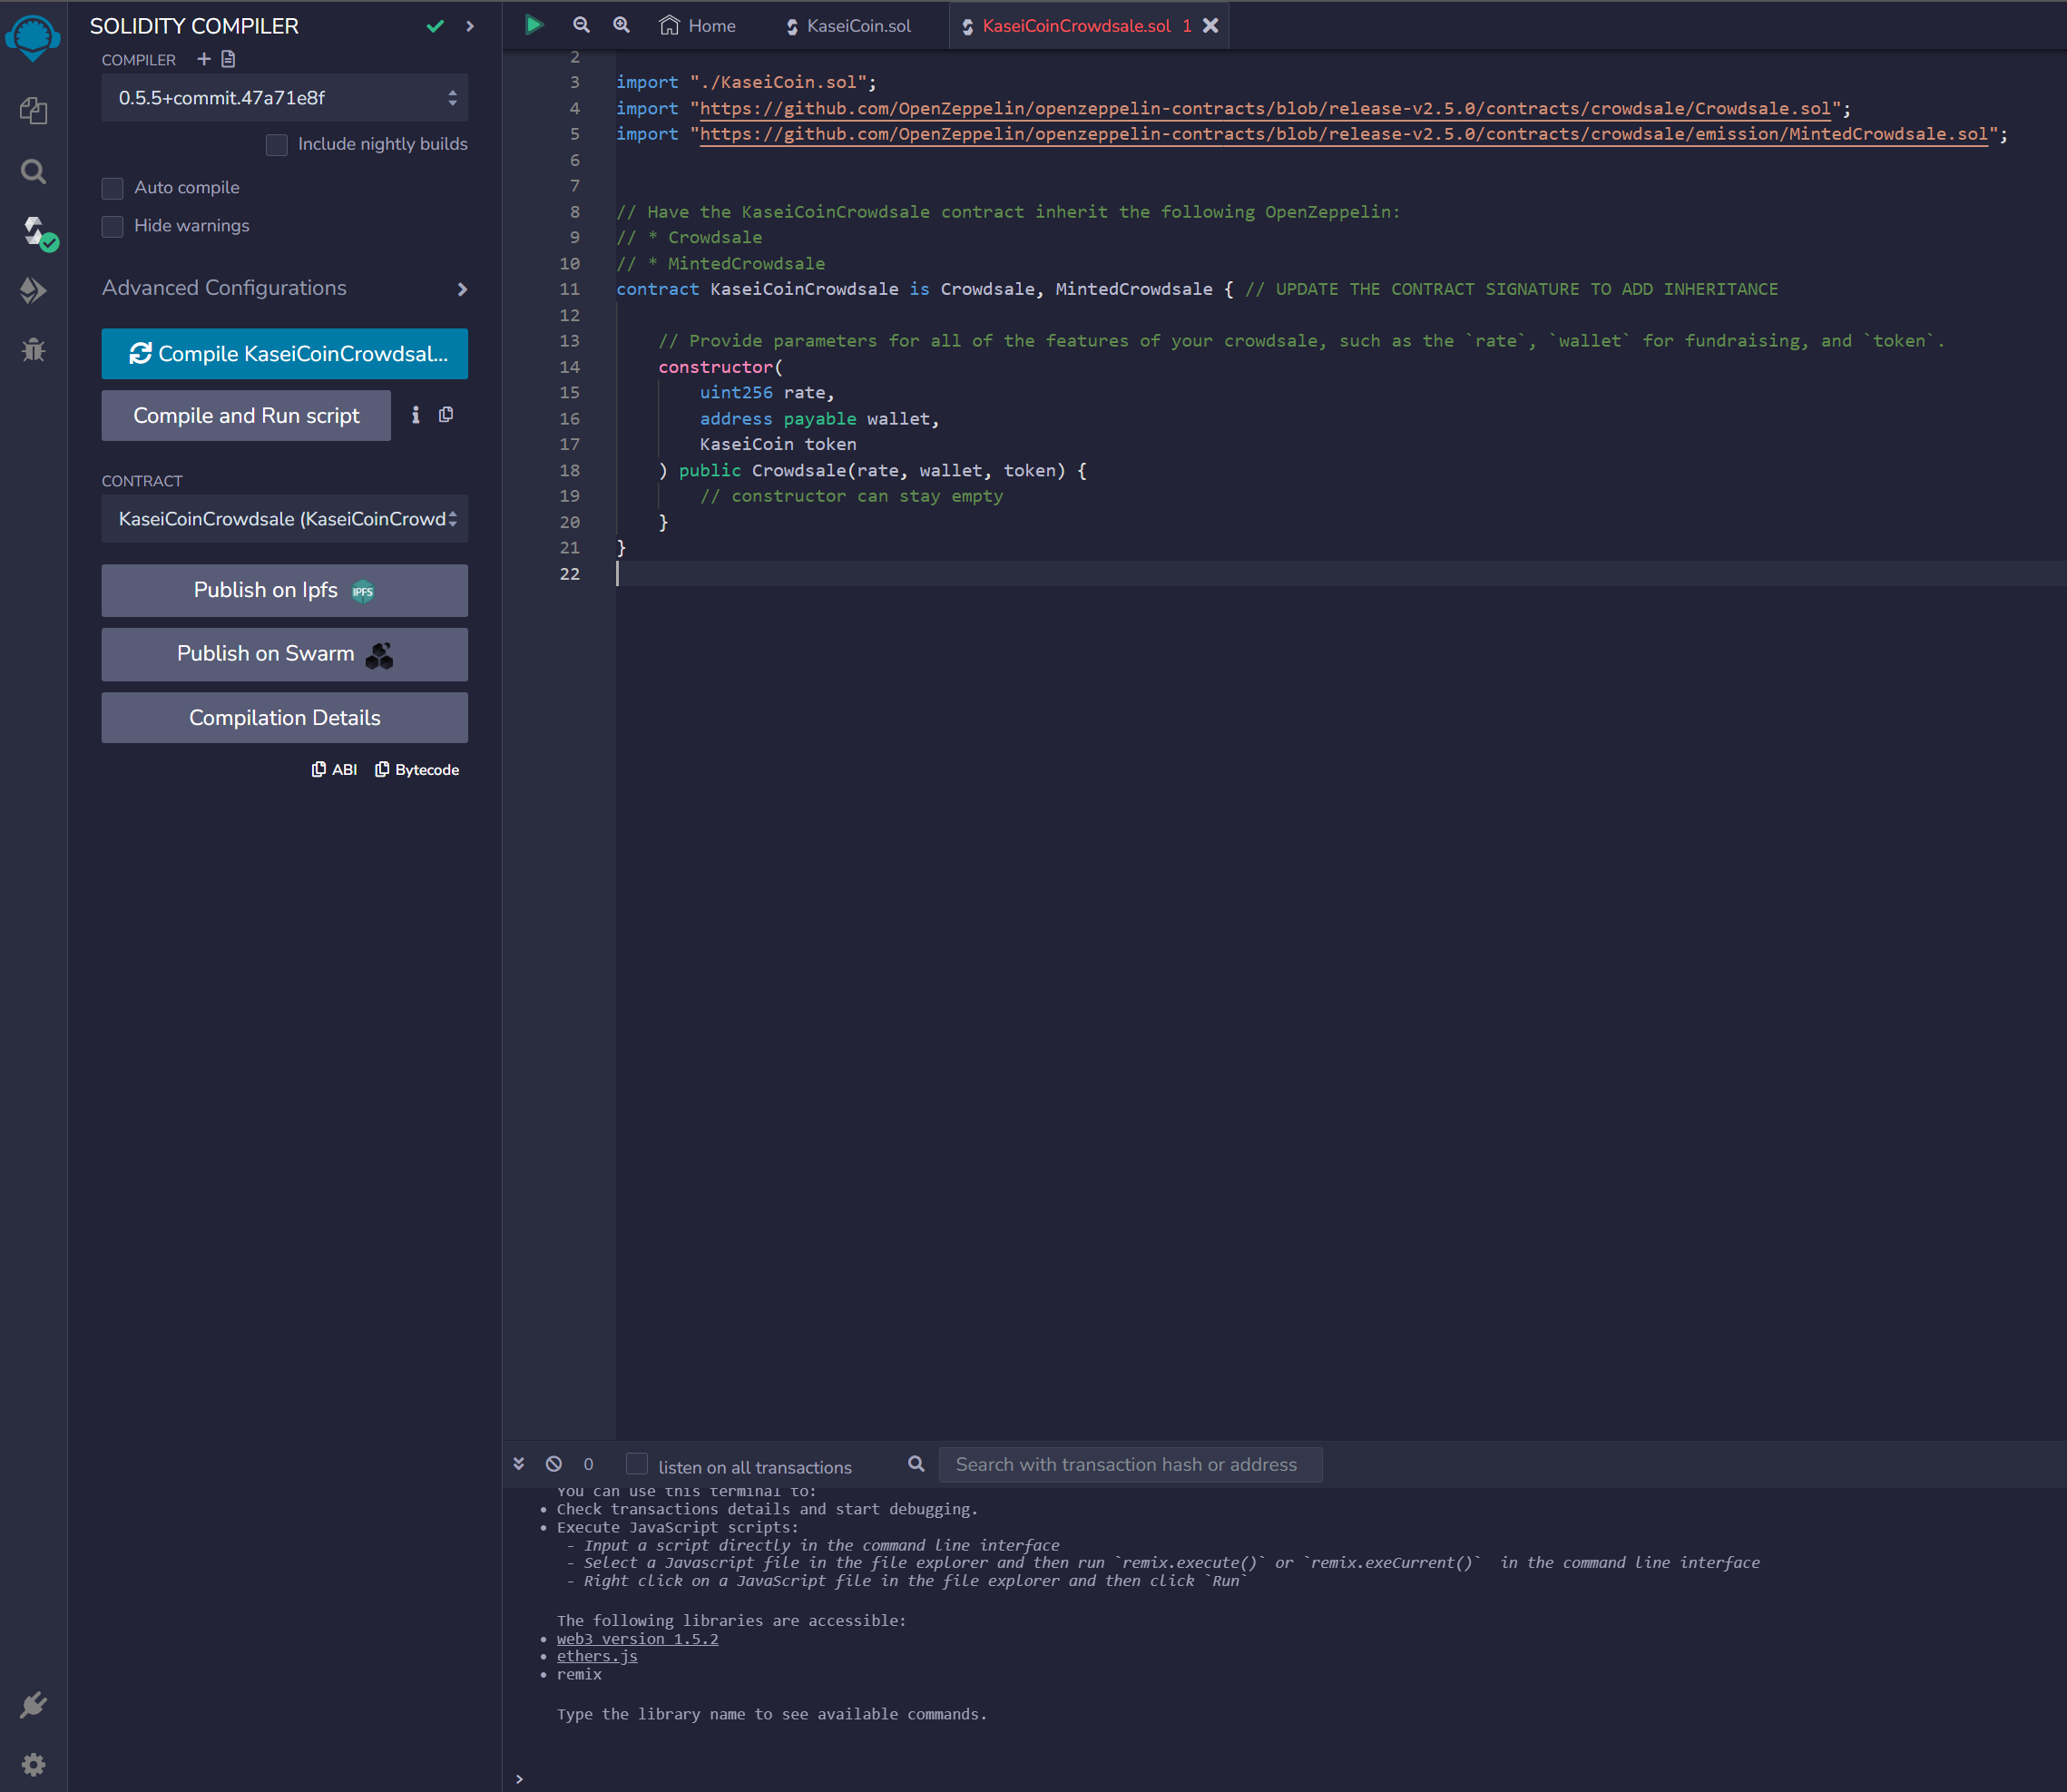 SOLIDITY COMPILER
COMPILER
0.5.5+commit.47a71e8f
Include nightly builds
Auto compile
Hide warnings
Advanced Configurations
Compile KaseiCoinCrowdsal...
Compile and Run script
CONTRACT
KaseiCoinCrowdsale (KaseiCoinCrowd
Publish on Ipfs
IPFS
Publish on Swarm
Compilation Details
ABI Bytecode
Home KaseiCoin.sol KaseiCoinCrowdsale.sol 1
2
3 import "./KaseiCoin.sol";
4 import "https://github.com/OpenZeppelin/openzeppelin-contracts/blob/release-v2.5.0/contracts/crowdsale/Crowdsale.sol";
5 import "https://github.com/OpenZeppelin/openzeppelin-contracts/blob/release-v2.5.0/contracts/crowdsale/emission/MintedCrowdsale.sol";
6
7
8 // Have the KaseiCoinCrowdsale contract inherit the following OpenZeppelin:
9 // * Crowdsale
10 // * MintedCrowdsale
11 contract KaseiCoinCrowdsale is Crowdsale, MintedCrowdsale { // UPDATE THE CONTRACT SIGNATURE TO ADD INHERITANCE
12
13 // Provide parameters for all of the features of your crowdsale, such as the `rate`, `wallet` for fundraising, and `token`.
14 constructor(
15 uint256 rate,
16 address payable wallet,
17 KaseiCoin token
18 ) public Crowdsale(rate, wallet, token) {
19 // constructor can stay empty
20 }
21 }
22
0 listen on all transactions Search with transaction hash or address
You can use this terminal to:
• Check transactions details and start debugging.
• Execute JavaScript scripts:
- Input a script directly in the command line interface
- Select a Javascript file in the file explorer and then run `remix.execute()` or `remix.exeCurrent()` in the command line interface
- Right click on a JavaScript file in the file explorer and then click `Run`
The following libraries are accessible:
• web3 version 1.5.2
• ethers.js
• remix
Type the library name to see available commands.
>